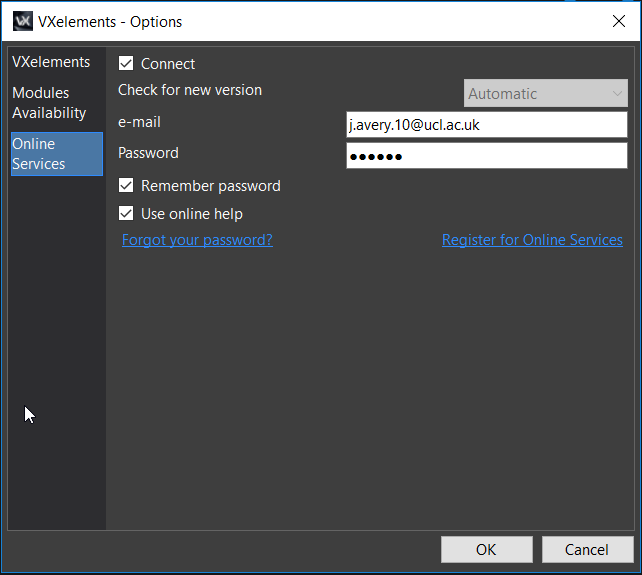 VXelements - Options
VXelements
Modules
Availability
Online
Services
Connect
Check for new version
Automatic
e-mail
j.avery.10@ucl.ac.uk
Password
●●●●●●
Remember password
Use online help
Forgot your password?
Register for Online Services
OK
Cancel